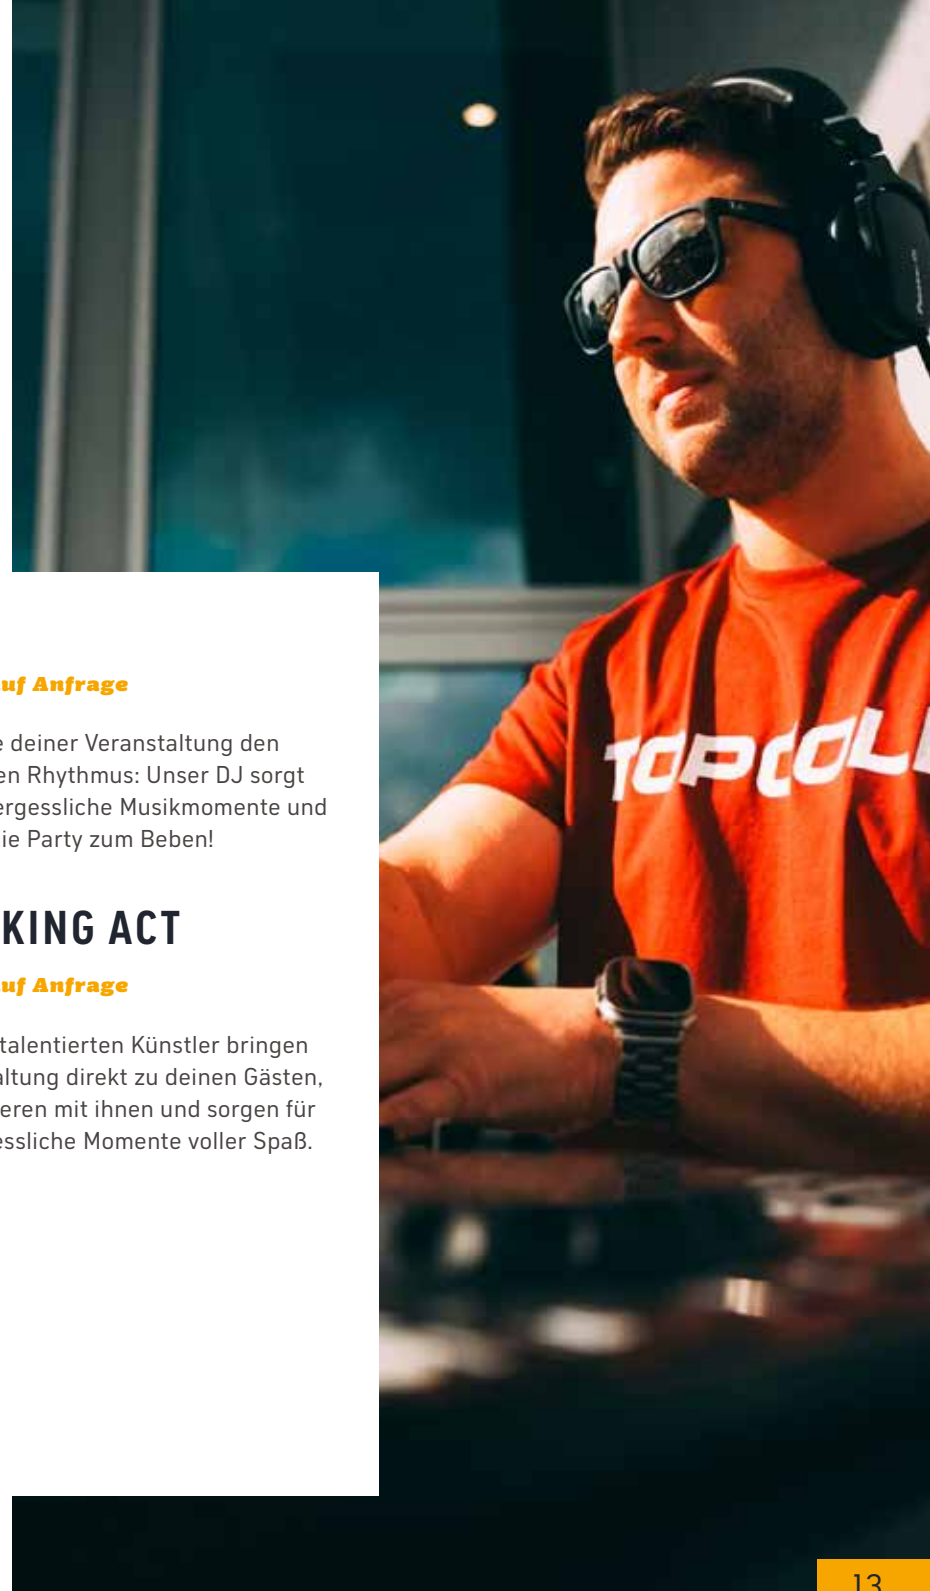 uf Anfrage
e deiner Veranstaltung den
en Rhythmus: Unser DJ sorgt
ergessliche Musikmomente und
ie Party zum Beben!
KING ACT
uf Anfrage
talentierten Künstler bringen
altung direkt zu deinen Gästen,
eren mit ihnen und sorgen für
essliche Momente voller Spaß.
TOPCOL
13